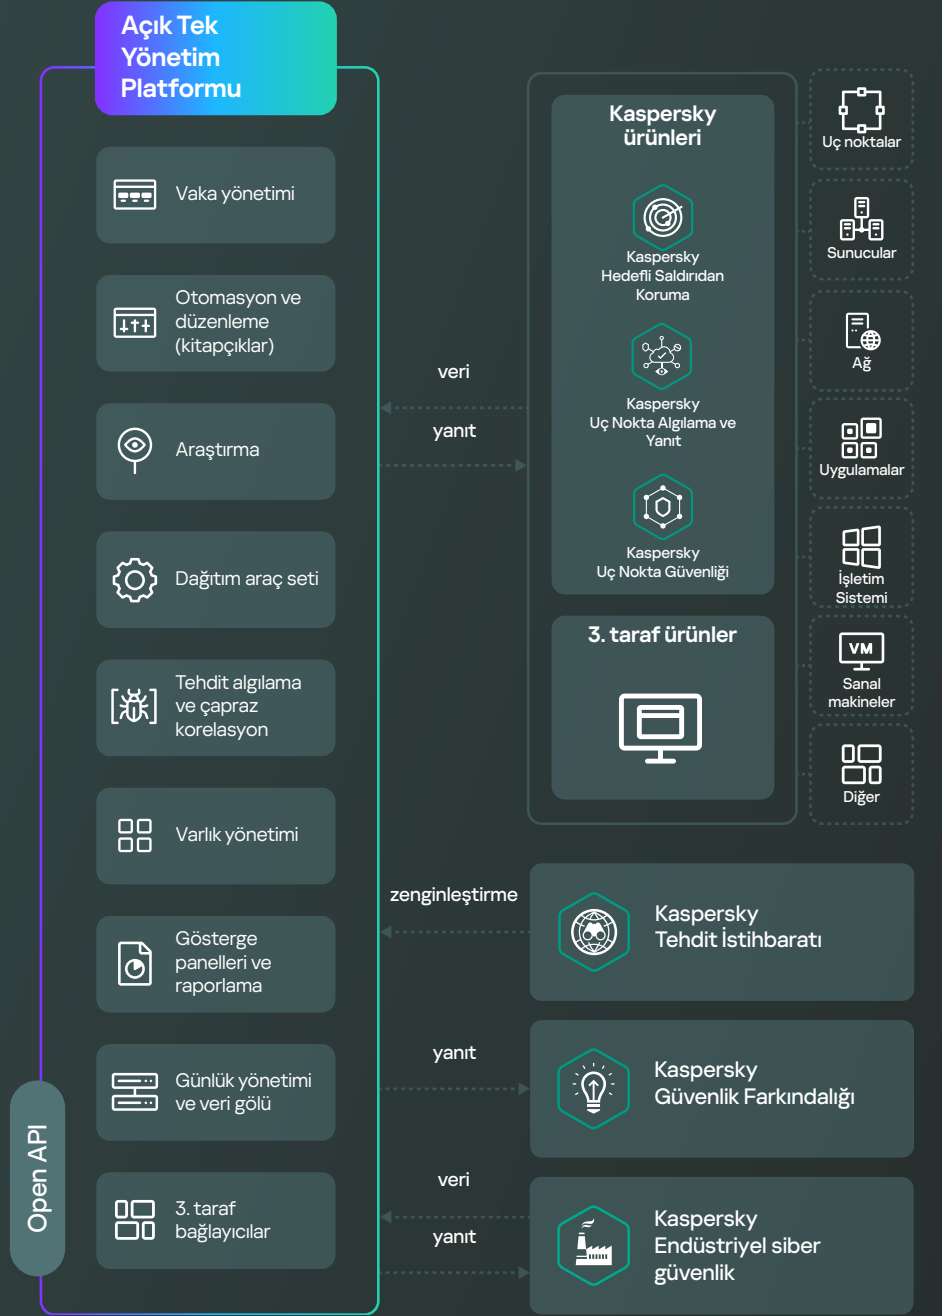 Açık Tek
Yönetim
Platformu
Vaka yönetimi
Otomasyon ve
düzenleme
(kitapçıklar)
Araştırma
Dağıtım araç seti
Tehdit algılama
ve çapraz
korelasyon
Varlık yönetimi
Gösterge
panelleri ve
raporlama
Günlük yönetimi
ve veri gölü
3. taraf
bağlayıcılar
Open API
veri
yanıt
zenginleştirme
yanıt
veri
yanıt
Kaspersky
ürünleri
Kaspersky
Hedefli Saldırıdan
Koruma
Kaspersky
Uç Nokta Algılama ve
Yanıt
Kaspersky
Uç Nokta Güvenliği
3. taraf ürünler
Uç noktalar
Sunucular
Ağ
Uygulamalar
İşletim
Sistemi
VM
Sanal
makineler
Diğer
Kaspersky
Tehdit İstihbaratı
Kaspersky
Güvenlik Farkındalığı
Kaspersky
Endüstriyel siber
güvenlik